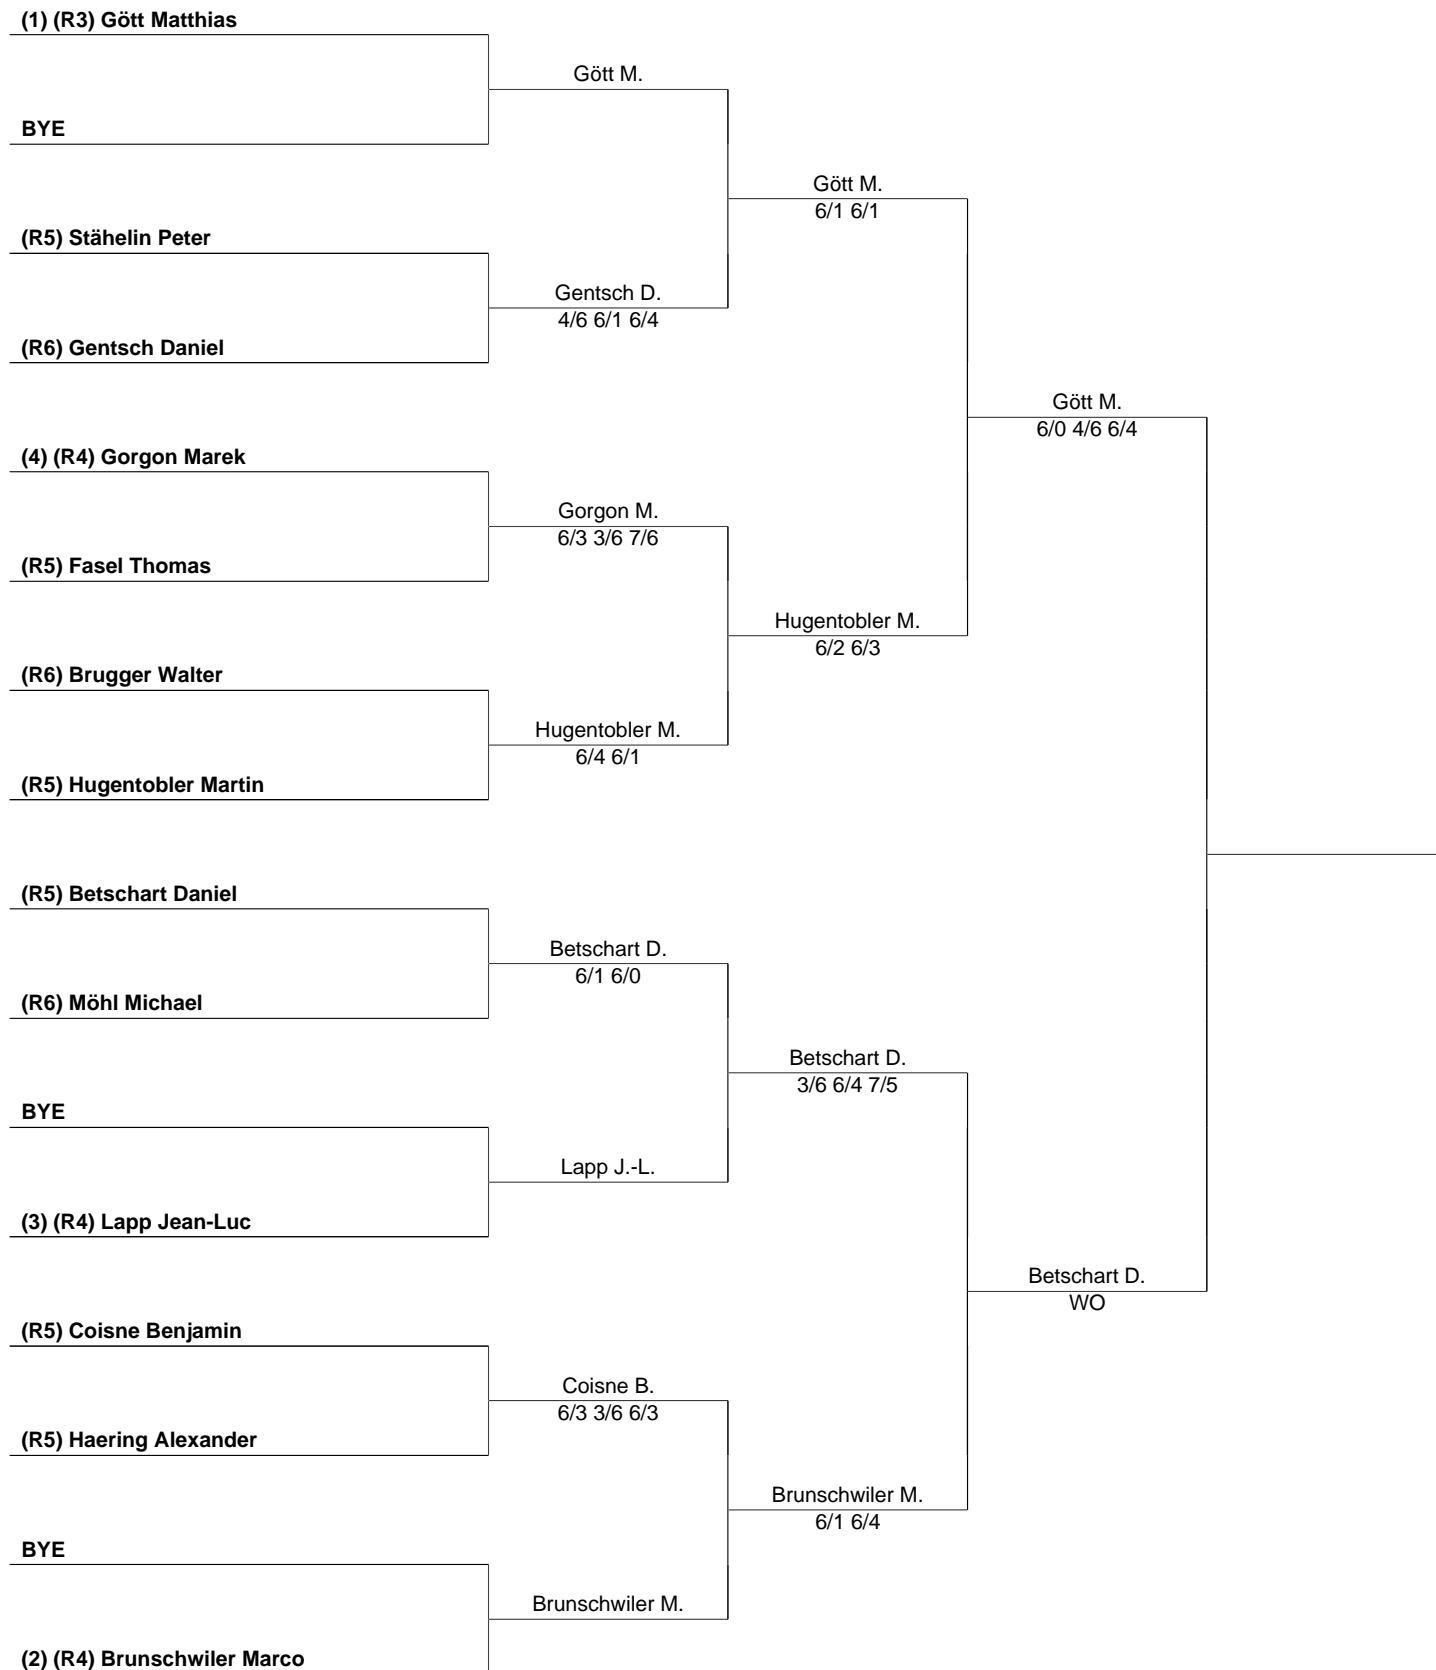 (1) (R3) Gött Matthias
Gött M.
BYE
Gött M.
6/1 6/1
(R5) Stähelin Peter
Gentsch D.
4/6 6/1 6/4
(R6) Gentsch Daniel
Gött M.
6/0 4/6 6/4
(4) (R4) Gorgon Marek
Gorgon M.
6/3 3/6 7/6
(R5) Fasel Thomas
Hugentobler M.
6/2 6/3
(R6) Brugger Walter
Hugentobler M.
6/4 6/1
(R5) Hugentobler Martin
(R5) Betschart Daniel
Betschart D.
6/1 6/0
(R6) Möhl Michael
Betschart D.
3/6 6/4 7/5
BYE
Lapp J.-L.
(3) (R4) Lapp Jean-Luc
Betschart D.
WO
(R5) Coisne Benjamin
Coisne B.
6/3 3/6 6/3
(R5) Haering Alexander
Brunschwiler M.
6/1 6/4
BYE
Brunschwiler M.
(2) (R4) Brunschwiler Marco